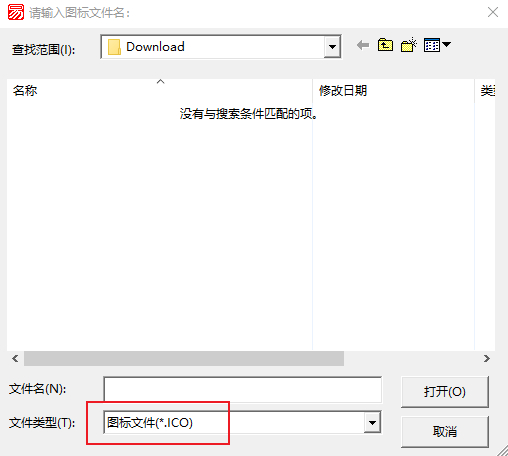 易 请输入图标文件名:
查找范围(I): Download
名称 修改日期
没有与搜索条件匹配的项。
文件名(N): 打开(O)
文件类型(T): 图标文件(*.ICO)
取消